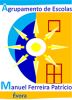 Agrupamento de Escolas
Manuel Ferreira Patrício
Évora